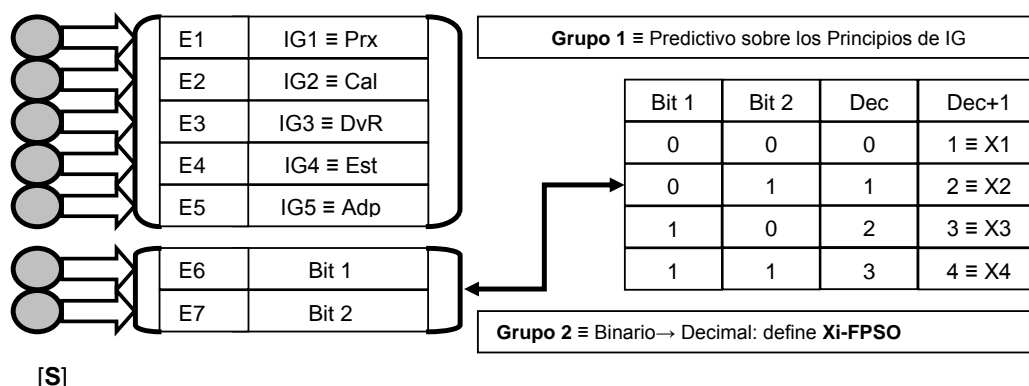 E1 IG1 ≡ Prx
E2 IG2 ≡ Cal
E3 IG3 ≡ DvR
E4 IG4 ≡ Est
E5 IG5 ≡ Adp
E6 Bit 1
E7 Bit 2
[S]
Grupo 1 ≡ Predictivo sobre los Principios de IG
Bit 1 Bit 2 Dec Dec+1
0 0 0 1 ≡ X1
0 1 1 2 ≡ X2
1 0 2 3 ≡ X3
1 1 3 4 ≡ X4
Grupo 2 ≡ Binario→ Decimal: define Xi-FPSO